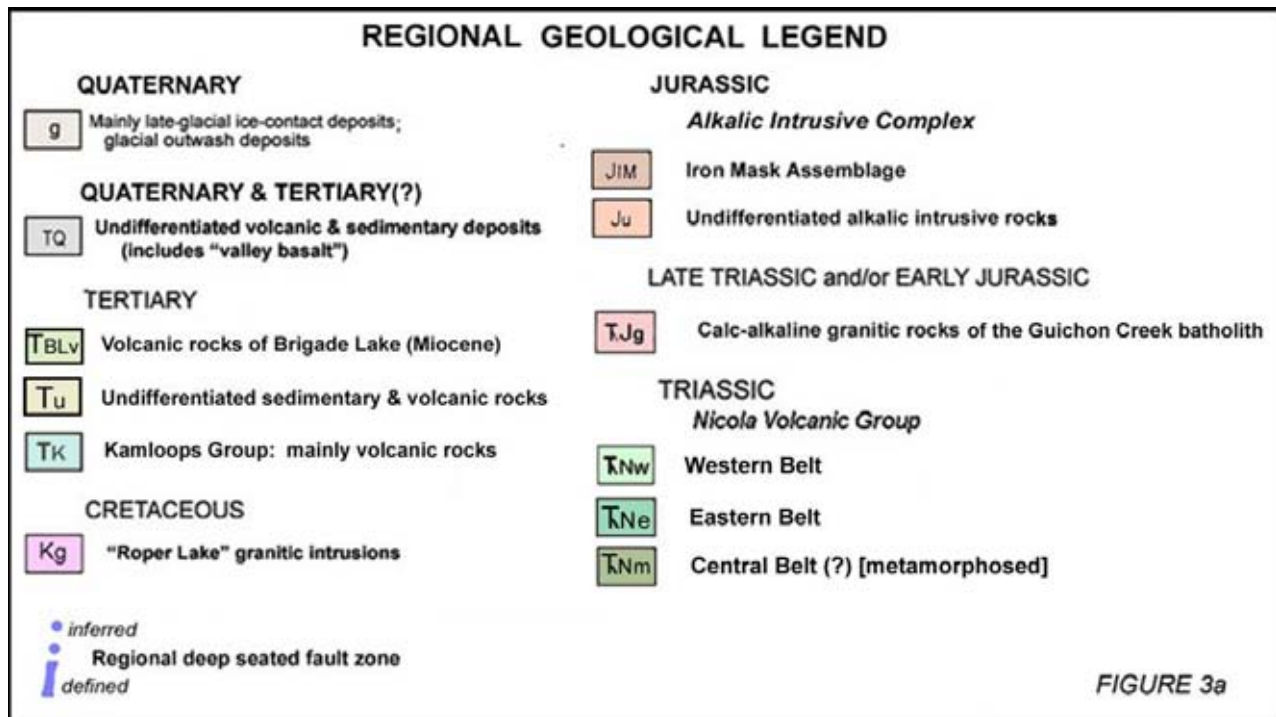 REGIONAL GEOLOGICAL LEGEND
QUATERNARY
g
Mainly late-glacial ice-contact deposits;
glacial outwash deposits
QUATERNARY & TERTIARY(?)
TQ
Undifferentiated volcanic & sedimentary deposits
(includes “valley basalt”)
TERTIARY
TBLv Volcanic rocks of Brigade Lake (Miocene)
Tu Undifferentiated sedimentary & volcanic rocks
TK Kamloops Group: mainly volcanic rocks
CRETACEOUS
Kg “Roper Lake” granitic intrusions
inferred
Regional deep seated fault zone
defined
JURASSIC
Alkalic Intrusive Complex
JIM Iron Mask Assemblage
Ju Undifferentiated alkalic intrusive rocks
LATE TRIASSIC and/or EARLY JURASSIC
TRJg Calc-alkaline granitic rocks of the Guichon Creek batholith
TRIASSIC
Nicola Volcanic Group
TRNw Western Belt
TRNe Eastern Belt
TRNm Central Belt (?) [metamorphosed]
FIGURE 3a